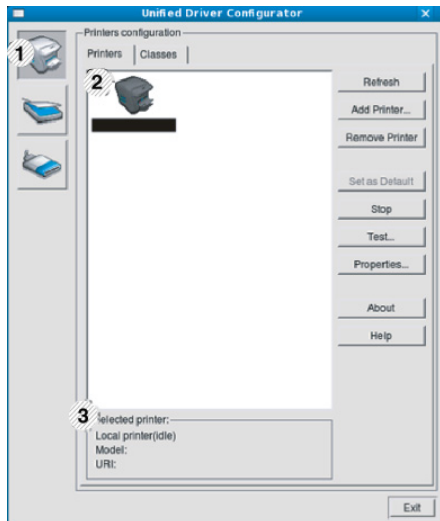 Unified Driver Configurator
1
Printers configuration
Printers
Classes
2
Refresh
Add Printer...
Remove Printer
Set as Default
Stop
Test...
Properties...
About
Help
3
elected printer:
Local printer(idle)
Model:
URI:
Exit